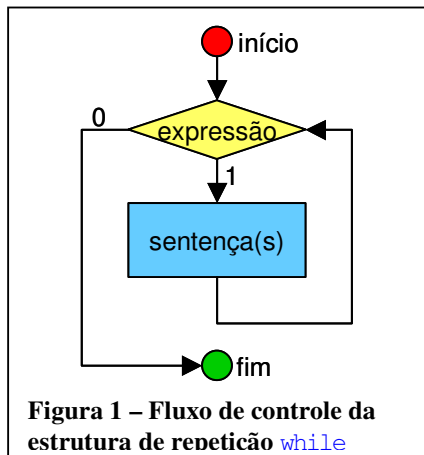 início
expressão
0
1
sentença(s)
fim
Figura 1 – Fluxo de controle da
estrutura de repetição while